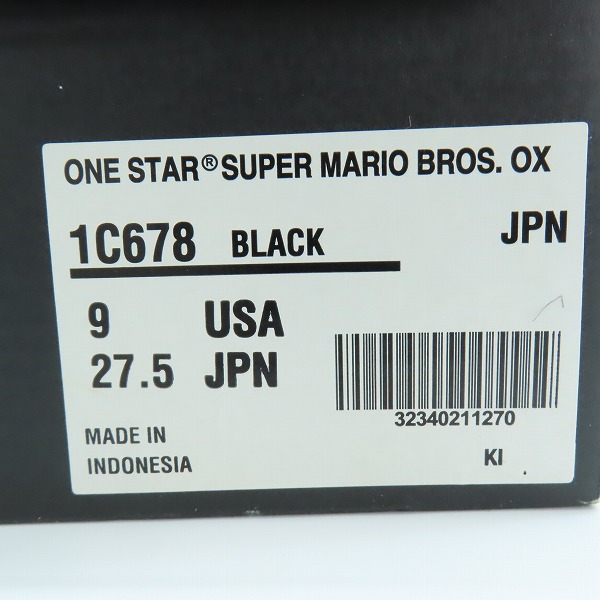 ONE STAR® SUPER MARIO BROS. OX
1C678 BLACK JPN
9 USA
27.5 JPN
32340211270
MADE IN
INDONESIA
KI